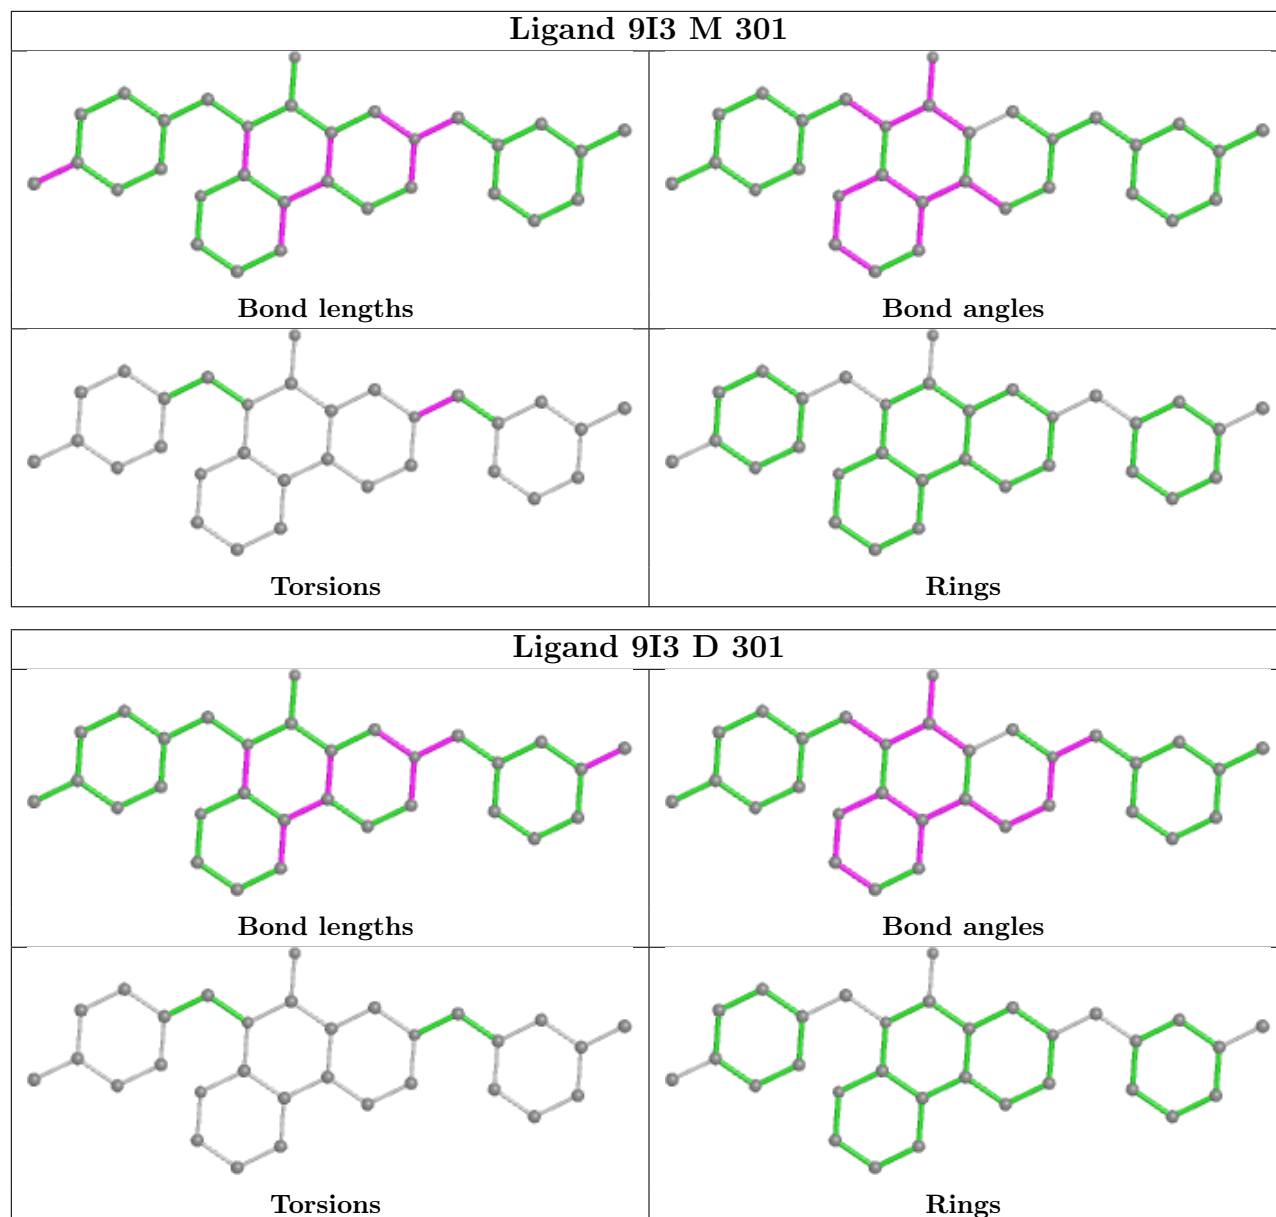 Ligand 9I3 M 301
Bond lengths
Bond angles
Torsions
Rings
Ligand 9I3 D 301
Bond lengths
Bond angles
Torsions
Rings